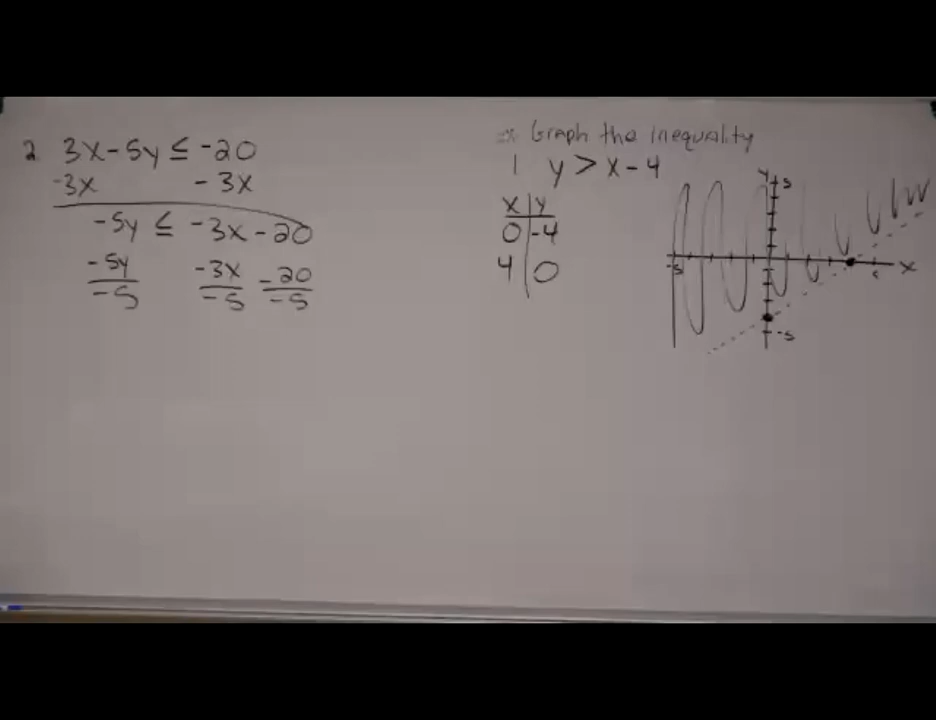 2 3x-5y ≤ -20
-3x - 3x
-5y ≤ -3x-20
-5y -3x -20
-5 -5 -5
Graph the inequality
1 y > x-4
x y
0 -4
4 0
y 5
-5 5 x
-5